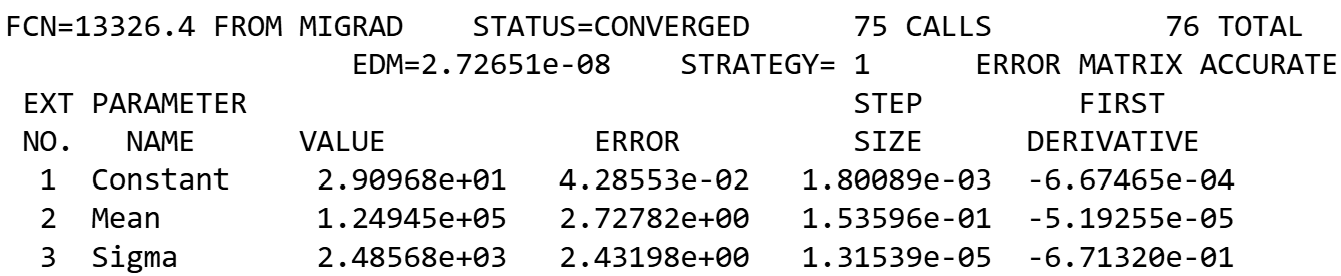 FCN=13326.4 FROM MIGRAD    STATUS=CONVERGED      75 CALLS          76 TOTAL
                    EDM=2.72651e-08    STRATEGY= 1      ERROR MATRIX ACCURATE
 EXT PARAMETER                                   STEP         FIRST
 NO.   NAME      VALUE            ERROR          SIZE      DERIVATIVE
  1  Constant     2.90968e+01   4.28553e-02   1.80089e-03  -6.67465e-04
  2  Mean         1.24945e+05   2.72782e+00   1.53596e-01  -5.19255e-05
  3  Sigma        2.48568e+03   2.43198e+00   1.31539e-05  -6.71320e-01